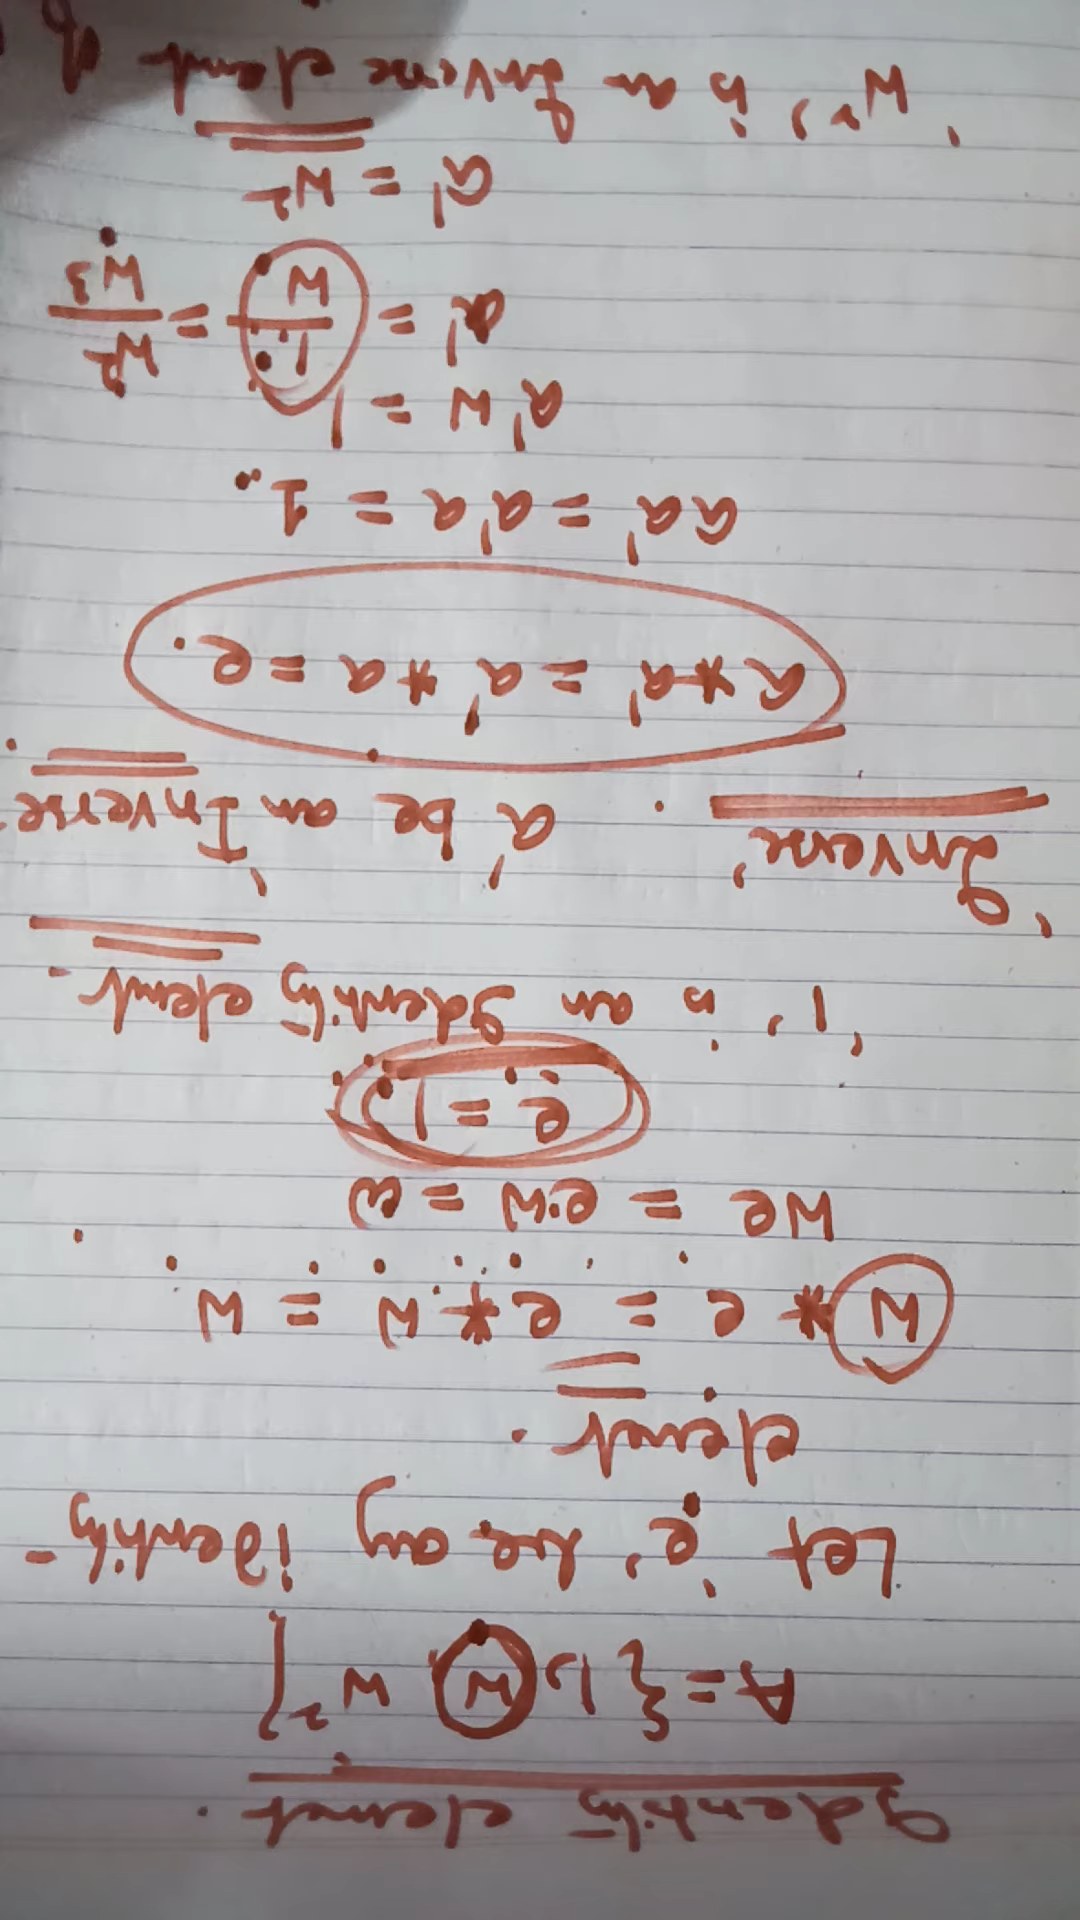 Identity element.
A = {1, w, w²}
Let 'e' be any identity
element.
w * e = e * w = w
we = e.w = w
e = 1
'1' is an Identity element.
'Inverse' . a' be an 'Inverse'.
a * a' = a' * a = e.
aa' = a'a = 1
a'w = 1
a' = 1/w = w²/w³
a' = w²
'w²' is an Inverse element of